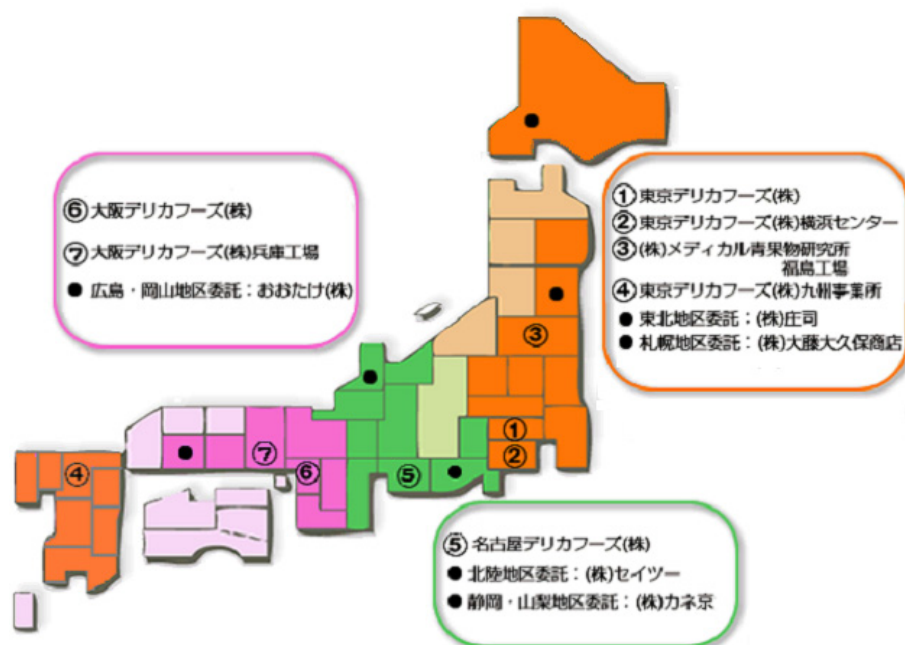 ⑥大阪デリカフーズ(株)
⑦大阪デリカフーズ(株)兵庫工場
● 広島・岡山地区委託：おおたけ(株)
①東京デリカフーズ(株)
②東京デリカフーズ(株)横浜センター
③(株)メディカル青果物研究所
福島工場
④東京デリカフーズ(株)九州事業所
● 東北地区委託：(株)庄司
● 札幌地区委託：(株)大藤大久保商店
③
①
②
⑦
⑥
⑤
④
⑤名古屋デリカフーズ(株)
● 北陸地区委託：(株)セイツー
● 静岡・山梨地区委託：(株)カネ京